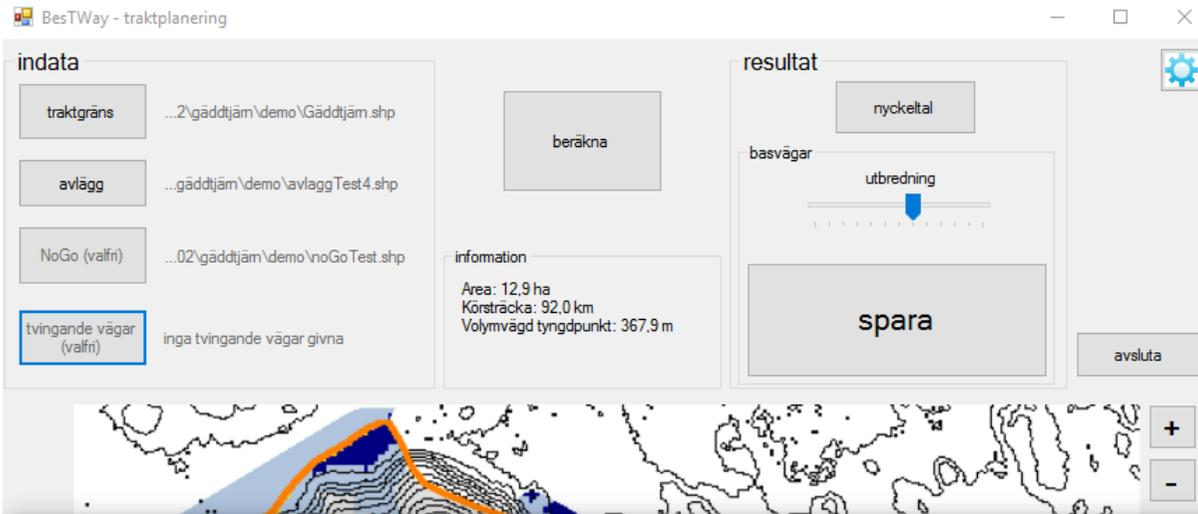 BesTWay - traktplanering
indata
traktgräns
...2\gäddtjärn\demo\Gäddtjärn.shp
avlägg
...gäddtjärn\demo\avlaggTest4.shp
NoGo (valfri)
...02\gäddtjärn\demo\noGoTest.shp
tvingande vägar
(valfri)
inga tvingande vägar givna
beräkna
information
Area: 12,9 ha
Körsträcka: 92,0 km
Volymvägd tyngdpunkt: 367,9 m
resultat
nyckeltal
basvägar
utbredning
spara
avsluta
+
-